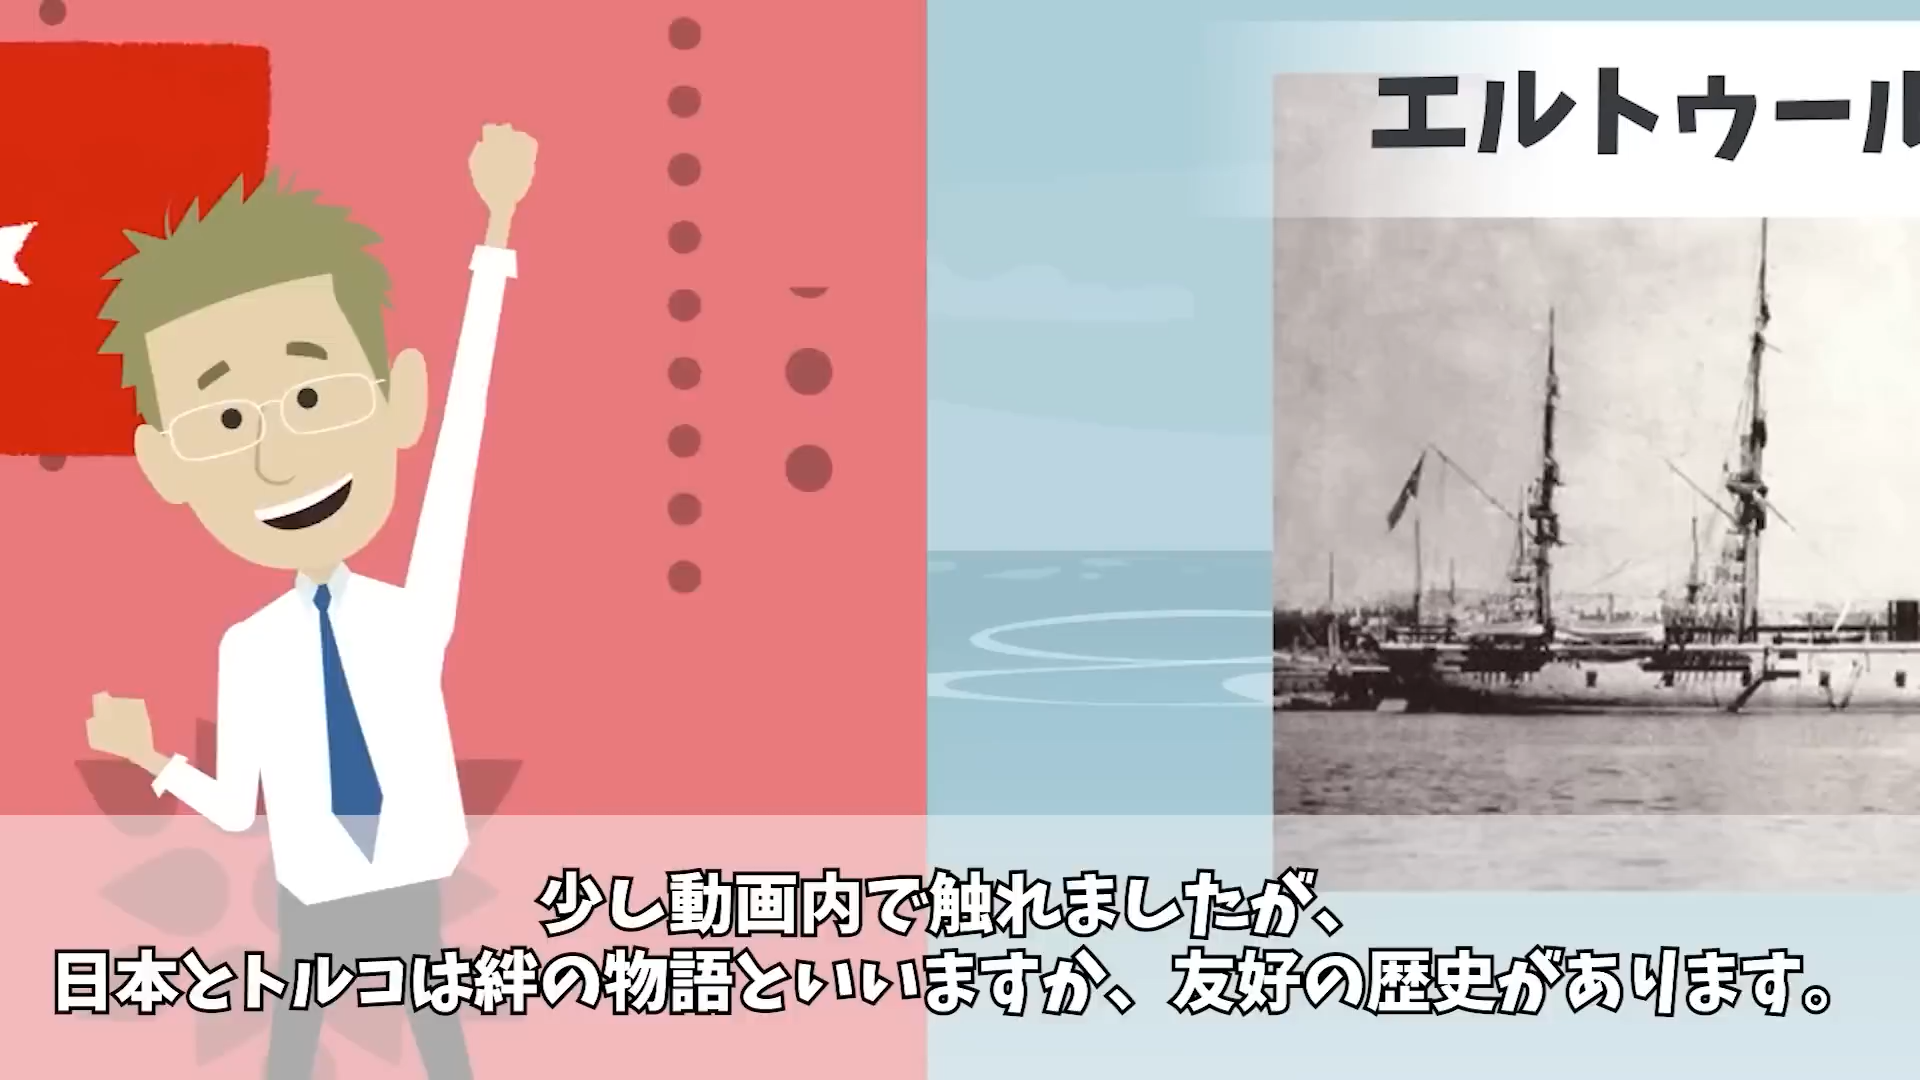 エルトゥール
少し動画内で触れましたが、
日本とトルコは絆の物語といいますか、友好の歴史があります。